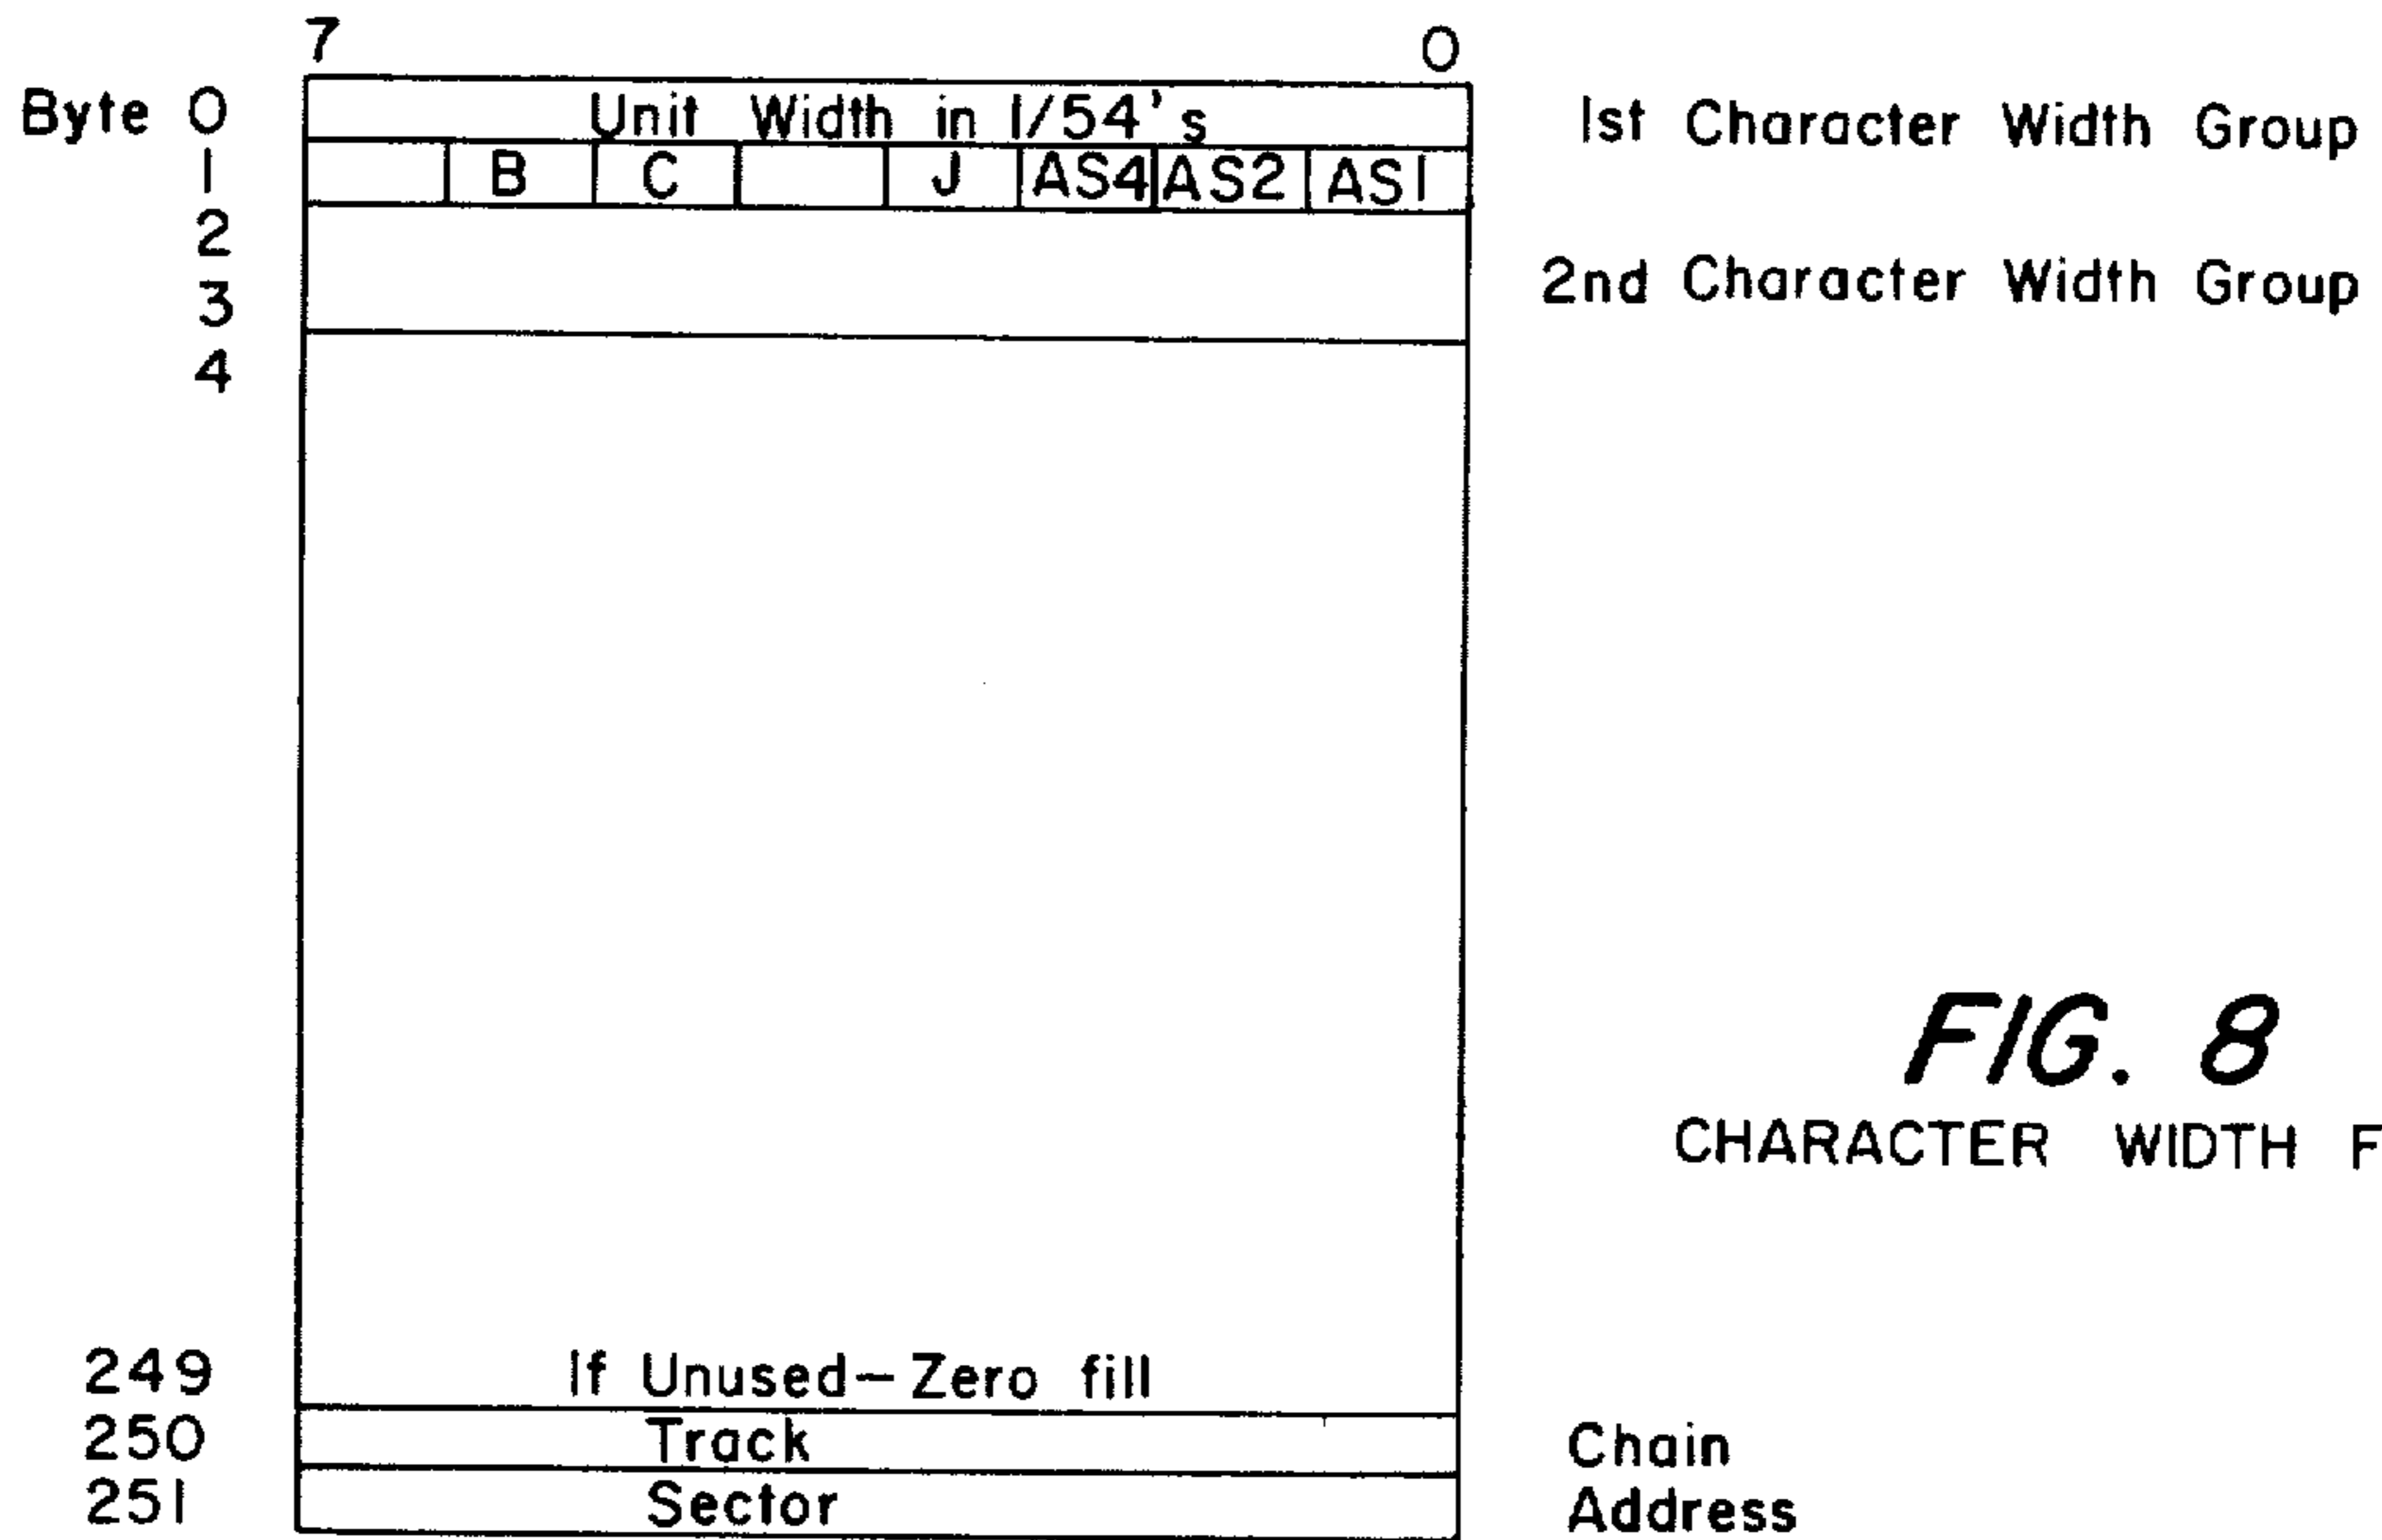 7 0
Byte 0 Unit Width in 1/54's 1st Character Width Group
1 B C J AS4 AS2 AS1
2
2nd Character Width Group
3
4
FIG. 8
CHARACTER WIDTH F
249 If Unused-Zero fill
250 Track Chain
251 Sector Address